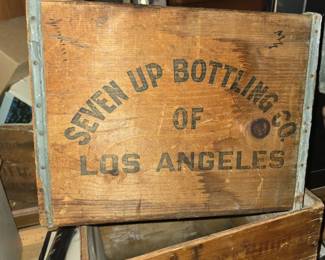 SEVEN UP BOTTLING CO.
OF
LOS ANGELES